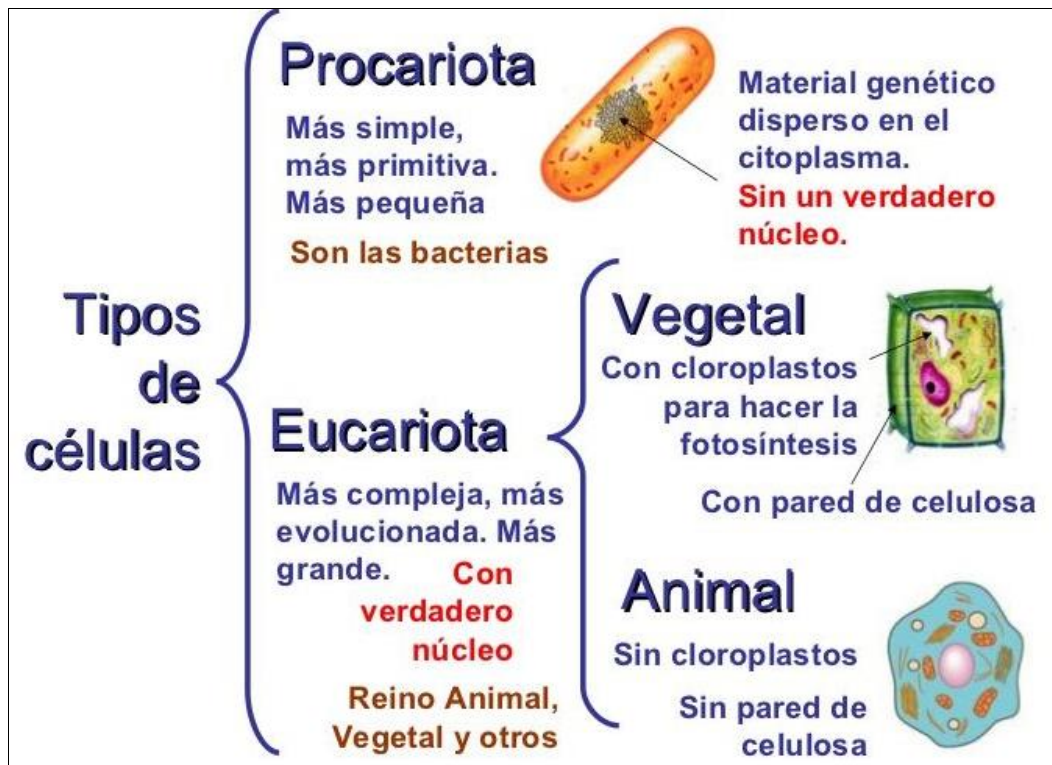 Tipos
de
células
Procariota
Más simple,
más primitiva.
Más pequeña
Son las bacterias
Material genético
disperso en el
citoplasma.
Sin un verdadero
núcleo.
Eucariota
Más compleja, más
evolucionada. Más
grande.
Con
verdadero
núcleo
Reino Animal,
Vegetal y otros
Vegetal
Con cloroplastos
para hacer la
fotosíntesis
Con pared de celulosa
Animal
Sin cloroplastos
Sin pared de
celulosa